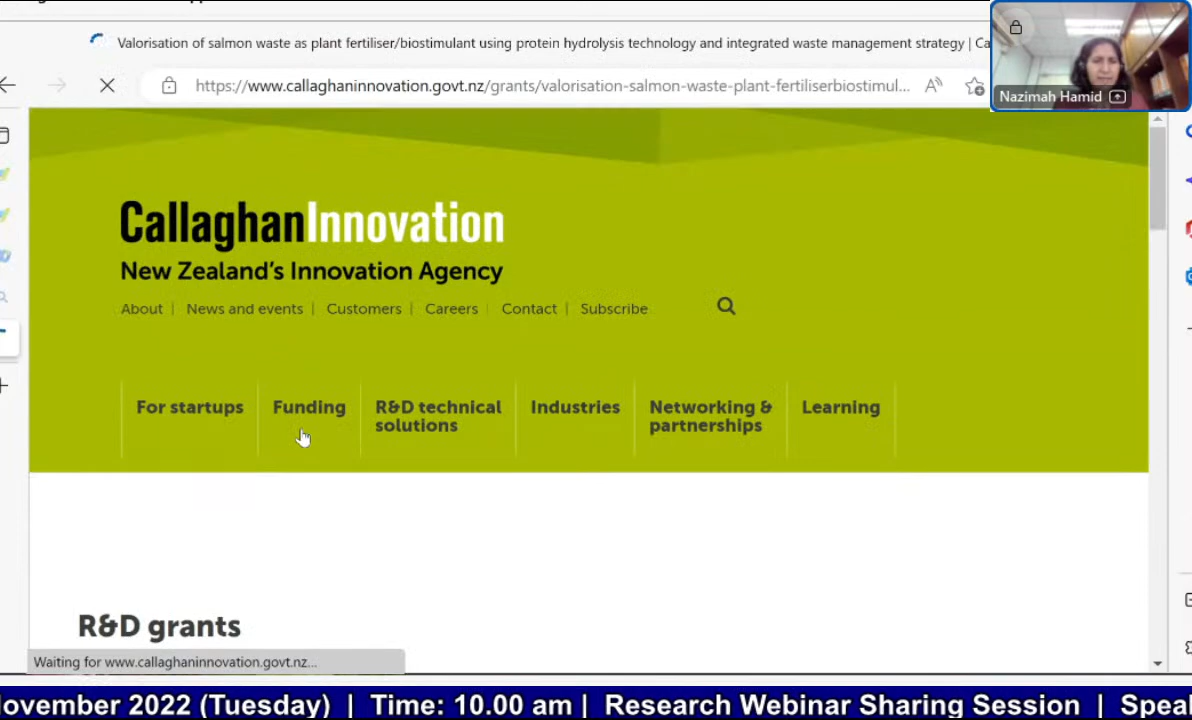 Valorisation of salmon waste as plant fertiliser/biostimulant using protein hydrolysis technology and integrated waste management strategy | Ca
https://www.callaghaninnovation.govt.nz/grants/valorisation-salmon-waste-plant-fertiliserbiostimul...
Nazimah Hamid
CallaghanInnovation
New Zealand's Innovation Agency
About | News and events | Customers | Careers | Contact | Subscribe
For startups
Funding
R&D technical
solutions
Industries
Networking &
partnerships
Learning
R&D grants
Waiting for www.callaghaninnovation.govt.nz...
ovember 2022 (Tuesday) | Time: 10.00 am | Research Webinar Sharing Session | Speal